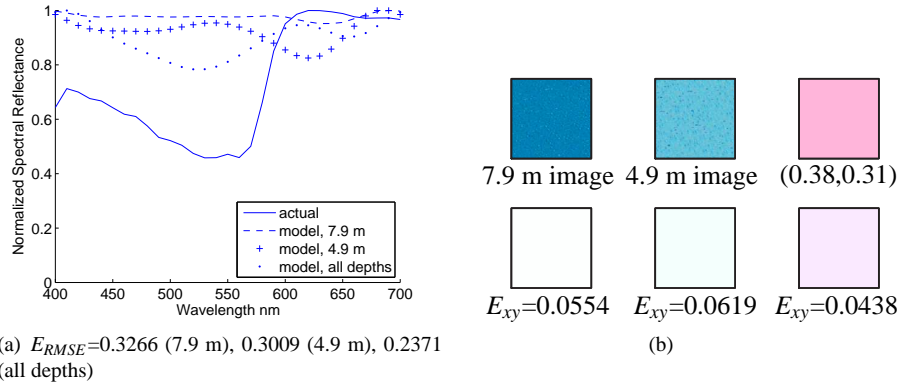 1
0.8
0.6
0.4
0.2
0
400
450
500
550
600
650
700
Normalized Spectral Reflectance
Wavelength nm
actual
model, 7.9 m
model, 4.9 m
model, all depths
(a) E_RMSE=0.3266 (7.9 m), 0.3009 (4.9 m), 0.2371
(all depths)
7.9 m image 4.9 m image (0.38,0.31)
E_xy=0.0554 E_xy=0.0619 E_xy=0.0438
(b)